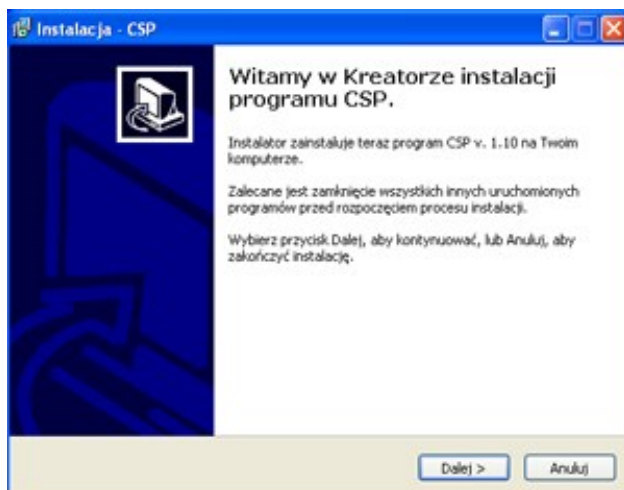 Instalacja - CSP
Witamy w Kreatorze instalacji
programu CSP.
Instalator zainstaluje teraz program CSP v. 1.10 na Twoim
komputerze.
Zalecane jest zamknięcie wszystkich innych uruchomionych
programów przed rozpoczęciem procesu instalacji.
Wybierz przycisk Dalej, aby kontynuować, lub Anuluj, aby
zakończyć instalację.
Dalej >
Anuluj